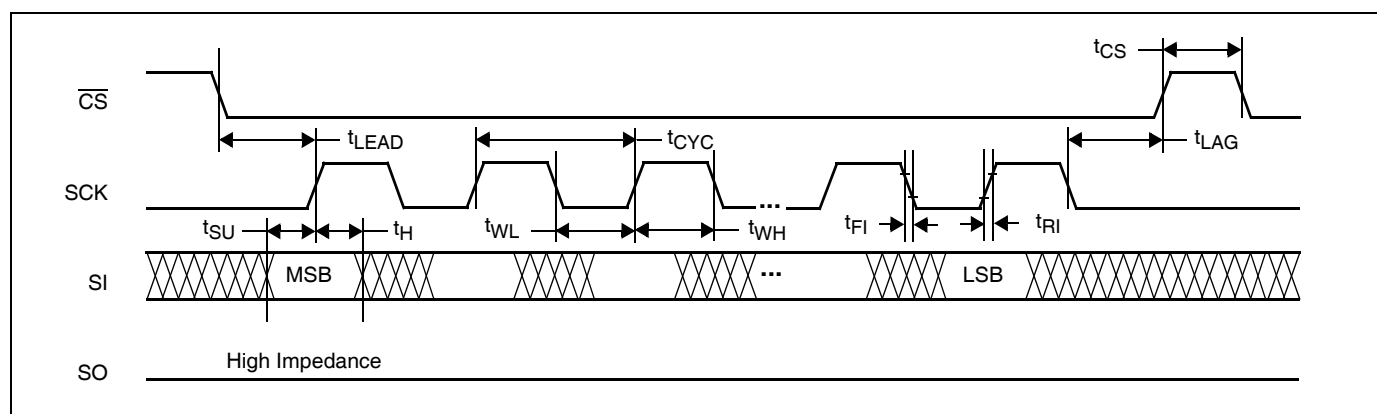 tCS
CS
tLEAD
tCYC
tLAG
SCK
...
tSU
tH
tWL
tWH
tFI
tRI
SI
MSB
...
LSB
High Impedance
SO